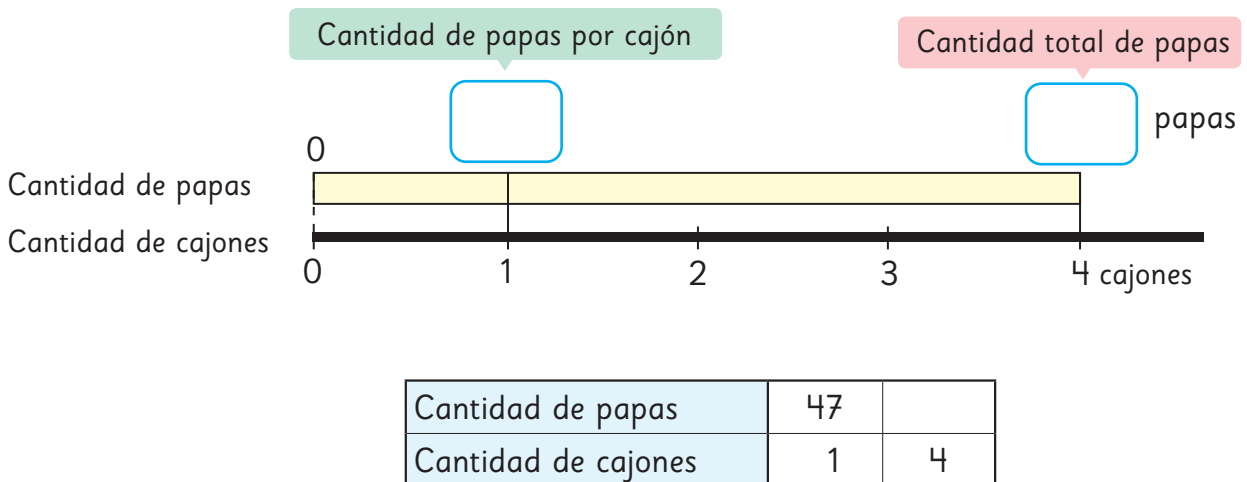 Cantidad de papas por cajón
Cantidad total de papas
papas
0
Cantidad de papas
Cantidad de cajones
0 1 2 3 4 cajones
Cantidad de papas 47
Cantidad de cajones 1 4